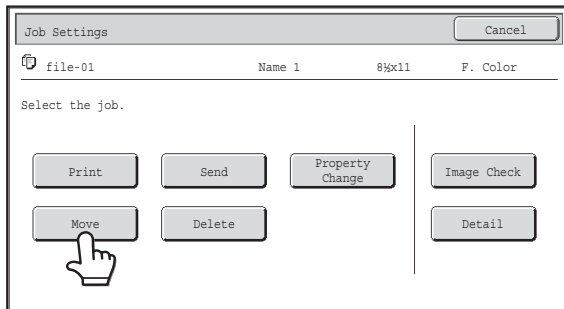 Job Settings
Cancel
file-01 Name 1 8½x11 F. Color
Select the job.
Print Send Property Change Image Check
Move Delete Detail